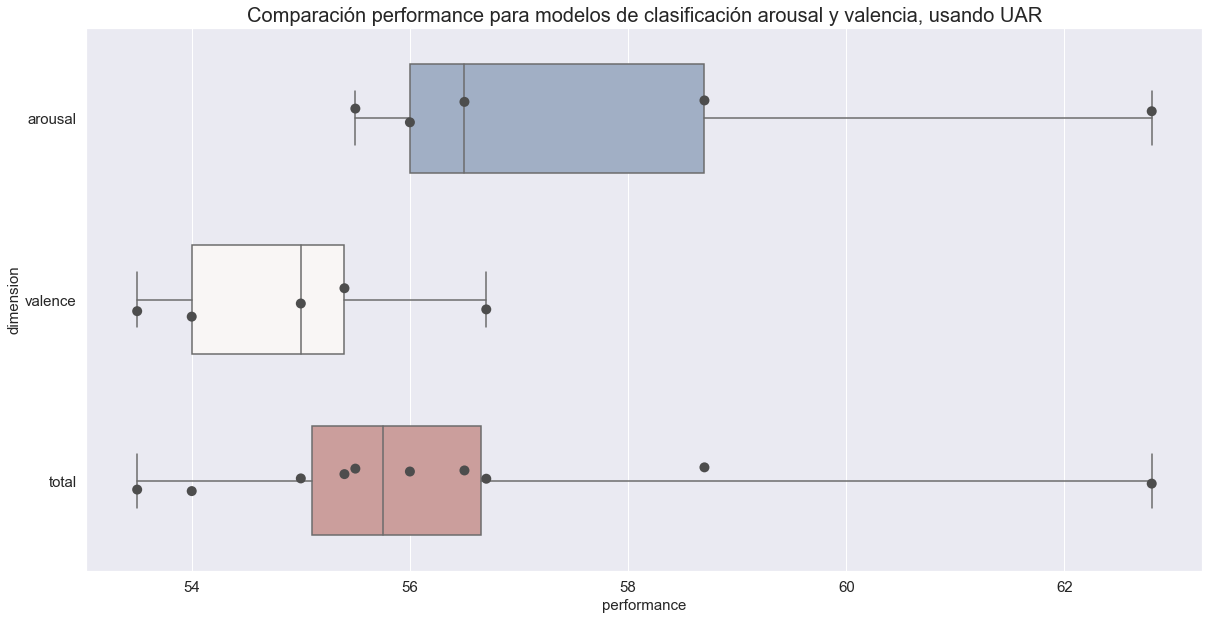 Comparación performance para modelos de clasificación arousal y valencia, usando UAR
arousal
valence
total
dimension
54 56 58 60 62
performance